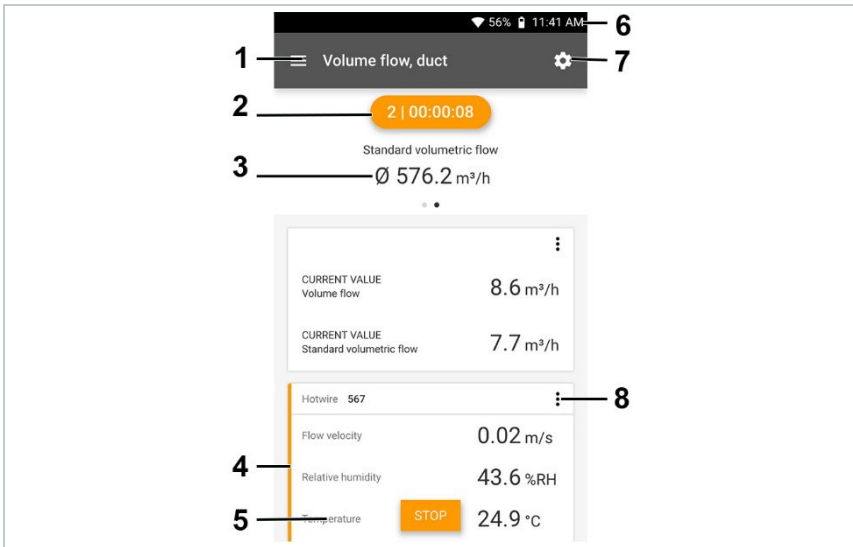 56% 11:41 AM 6
1 Volume flow, duct 7
2 2 | 00:00:08
Standard volumetric flow
3 Ø 576.2 m³/h
CURRENT VALUE
Volume flow 8.6 m³/h
CURRENT VALUE
Standard volumetric flow 7.7 m³/h
Hotwire 567 8
Flow velocity 0.02 m/s
4 Relative humidity 43.6 %RH
5 Temperature STOP 24.9 °C